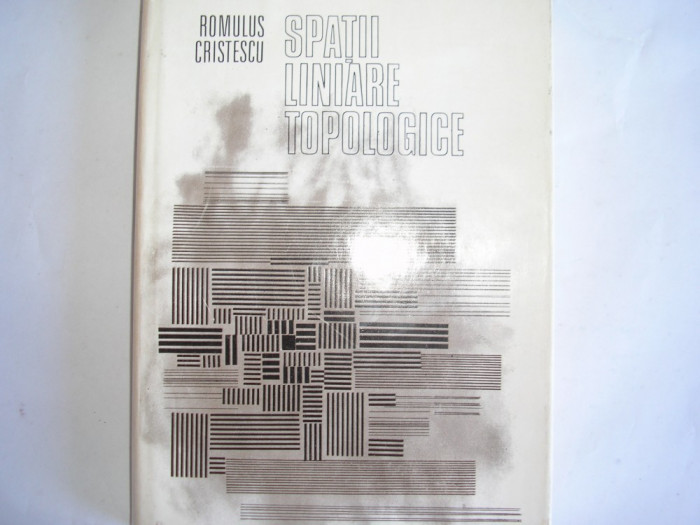 ROMULUS
CRISTESCU
SPAȚII
LINIARE
TOPOLOGICE